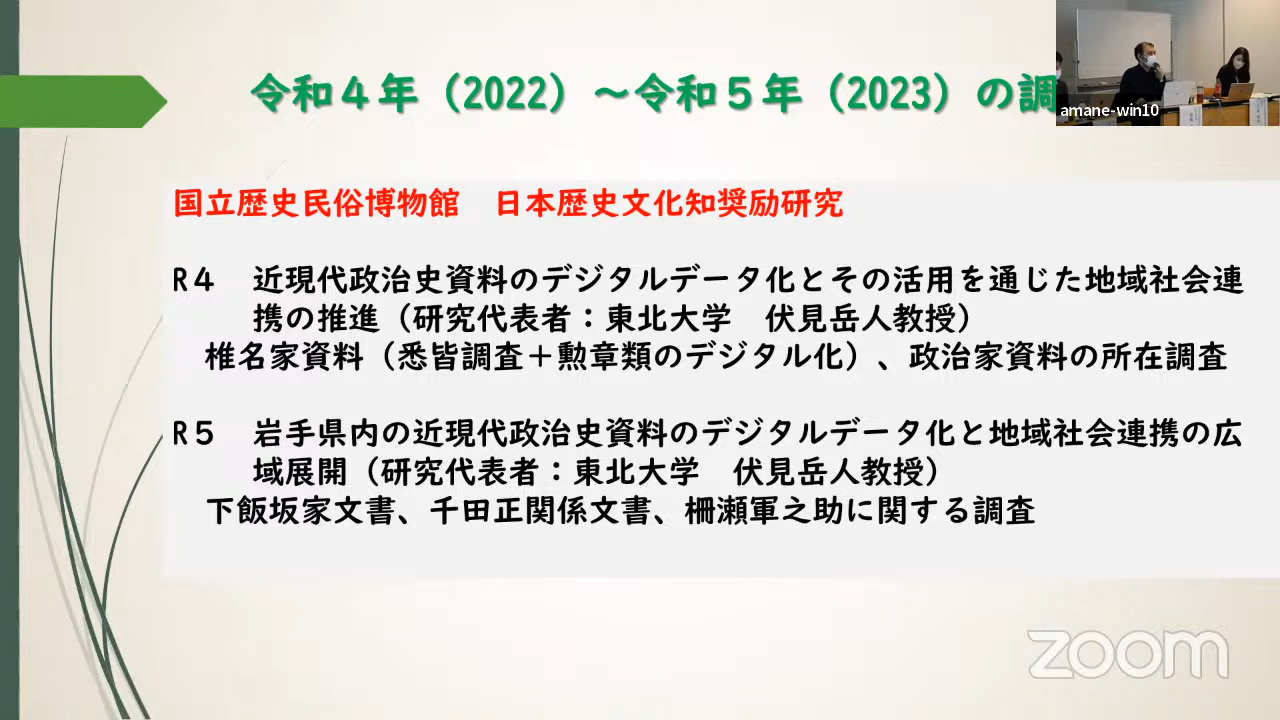 令和４年（2022）～令和５年（2023）の調
amane-win10
国立歴史民俗博物館　日本歴史文化知奨励研究
R４　近現代政治史資料のデジタルデータ化とその活用を通じた地域社会連
携の推進（研究代表者：東北大学　伏見岳人教授）
椎名家資料（悉皆調査＋勲章類のデジタル化）、政治家資料の所在調査
R５　岩手県内の近現代政治史資料のデジタルデータ化と地域社会連携の広
域展開（研究代表者：東北大学　伏見岳人教授）
下飯坂家文書、千田正関係文書、柵瀬軍之助に関する調査
zoom